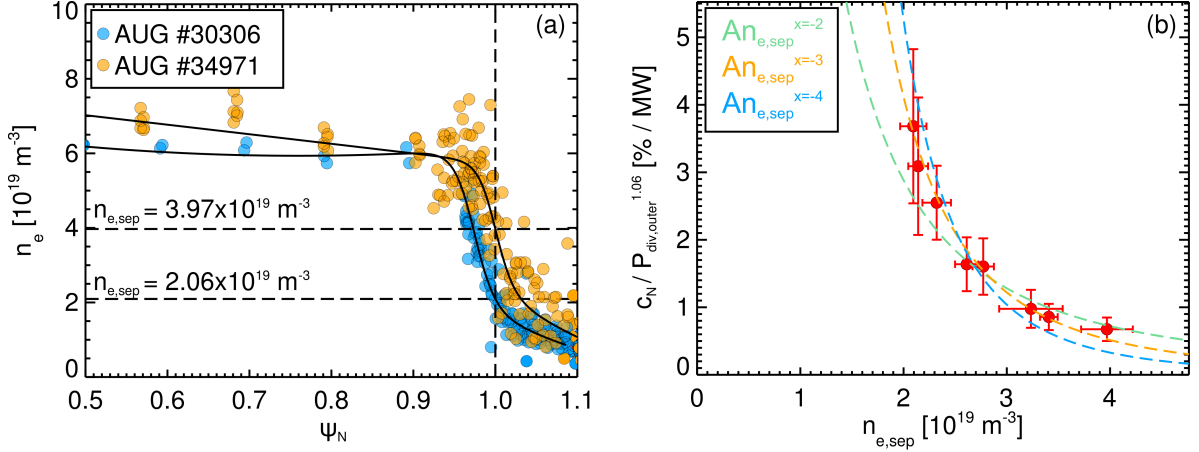 (a)
AUG #30306
AUG #34971
n_e,sep = 3.97x10^19 m^-3
n_e,sep = 2.06x10^19 m^-3
n_e [10^19 m^-3]
10
8
6
4
2
0
0.5 0.6 0.7 0.8 0.9 1.0 1.1
Ψ_N
(b)
An_e,sep^x=-2
An_e,sep^x=-3
An_e,sep^x=-4
c_N / P_div,outer^1.06 [% / MW]
5
4
3
2
1
0
0 1 2 3 4
n_e,sep [10^19 m^-3]